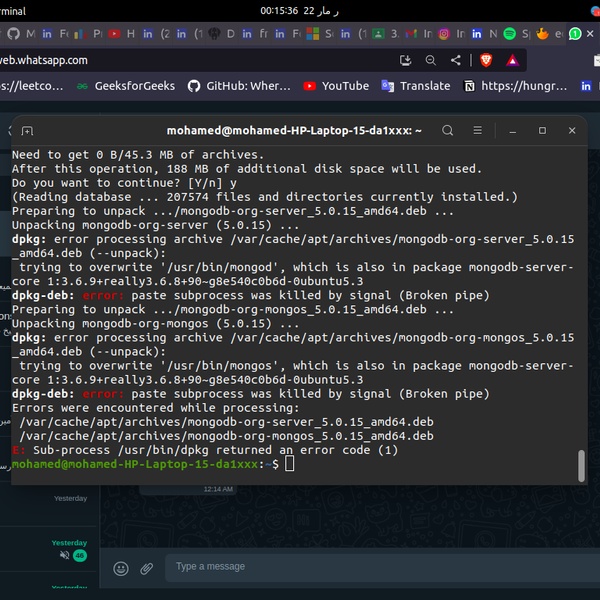 rminal
00:15:36 ر مار 22
web.whatsapp.com
s://leetco… GeeksforGeeks GitHub: Wher… YouTube Translate https://hungr…
mohamed@mohamed-HP-Laptop-15-da1xxx: ~
Need to get 0 B/45.3 MB of archives.
After this operation, 188 MB of additional disk space will be used.
Do you want to continue? [Y/n] y
(Reading database ... 207574 files and directories currently installed.)
Preparing to unpack .../mongodb-org-server_5.0.15_amd64.deb ...
Unpacking mongodb-org-server (5.0.15) ...
dpkg: error processing archive /var/cache/apt/archives/mongodb-org-server_5.0.15
_amd64.deb (--unpack):
trying to overwrite '/usr/bin/mongod', which is also in package mongodb-server-
core 1:3.6.9+really3.6.8+90~g8e540c0b6d-0ubuntu5.3
dpkg-deb: error: paste subprocess was killed by signal (Broken pipe)
Preparing to unpack .../mongodb-org-mongos_5.0.15_amd64.deb ...
Unpacking mongodb-org-mongos (5.0.15) ...
dpkg: error processing archive /var/cache/apt/archives/mongodb-org-mongos_5.0.15
_amd64.deb (--unpack):
trying to overwrite '/usr/bin/mongos', which is also in package mongodb-server-
core 1:3.6.9+really3.6.8+90~g8e540c0b6d-0ubuntu5.3
dpkg-deb: error: paste subprocess was killed by signal (Broken pipe)
Errors were encountered while processing:
/var/cache/apt/archives/mongodb-org-server_5.0.15_amd64.deb
/var/cache/apt/archives/mongodb-org-mongos_5.0.15_amd64.deb
E: Sub-process /usr/bin/dpkg returned an error code (1)
mohamed@mohamed-HP-Laptop-15-da1xxx:~$
12:14 AM
Yesterday
Yesterday
46
Yesterday
Type a message